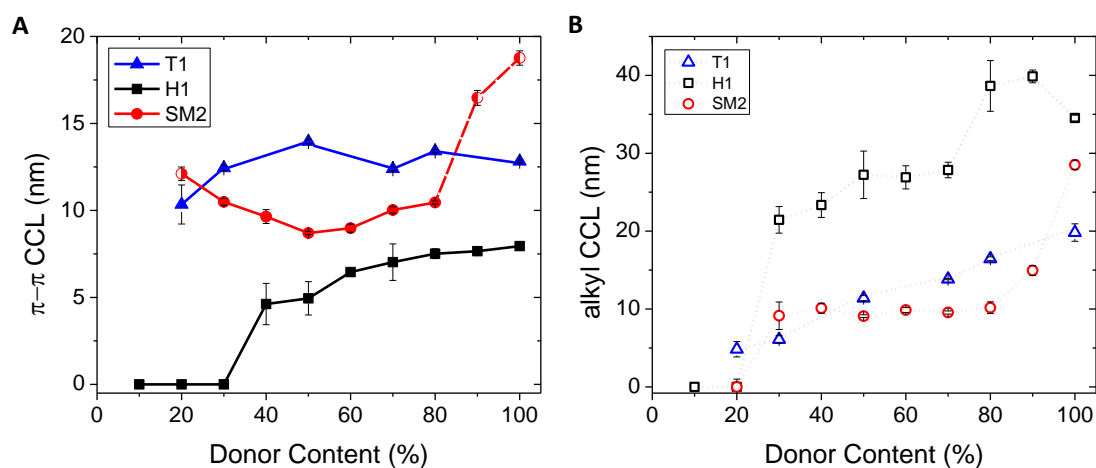 A
20
15
10
5
0
π−π CCL (nm)
T1
H1
SM2
0 20 40 60 80 100
Donor Content (%)
B
40
30
20
10
0
alkyl CCL (nm)
T1
H1
SM2
0 20 40 60 80 100
Donor Content (%)